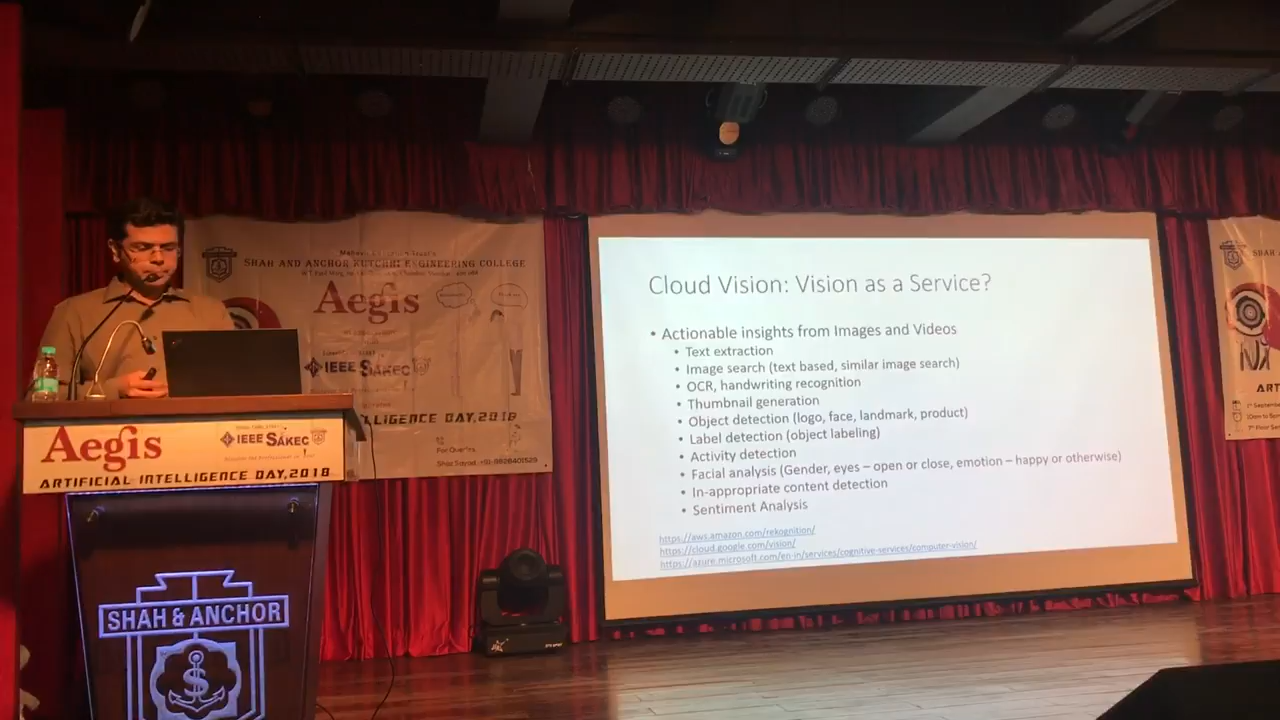 SHAH AND ANCHOR KUTCHHI ENGINEERING COLLEGE
Aegis
IEEE SAKEC
LLIGENCE DAY, 2018
For Queries,
Aegis
IEEE SAKEC
ARTIFICIAL INTELLIGENCE DAY, 2018
SHAH & ANCHOR
Cloud Vision: Vision as a Service?
• Actionable insights from Images and Videos
• Text extraction
• Image search (text based, similar image search)
• OCR, handwriting recognition
• Thumbnail generation
• Object detection (logo, face, landmark, product)
• Label detection (object labeling)
• Activity detection
• Facial analysis (Gender, eyes – open or close, emotion – happy or otherwise)
• In-appropriate content detection
• Sentiment Analysis
https://aws.amazon.com/rekognition/
https://cloud.google.com/vision/
https://azure.microsoft.com/en-in/services/cognitive-services/computer-vision/
SHAH
ART